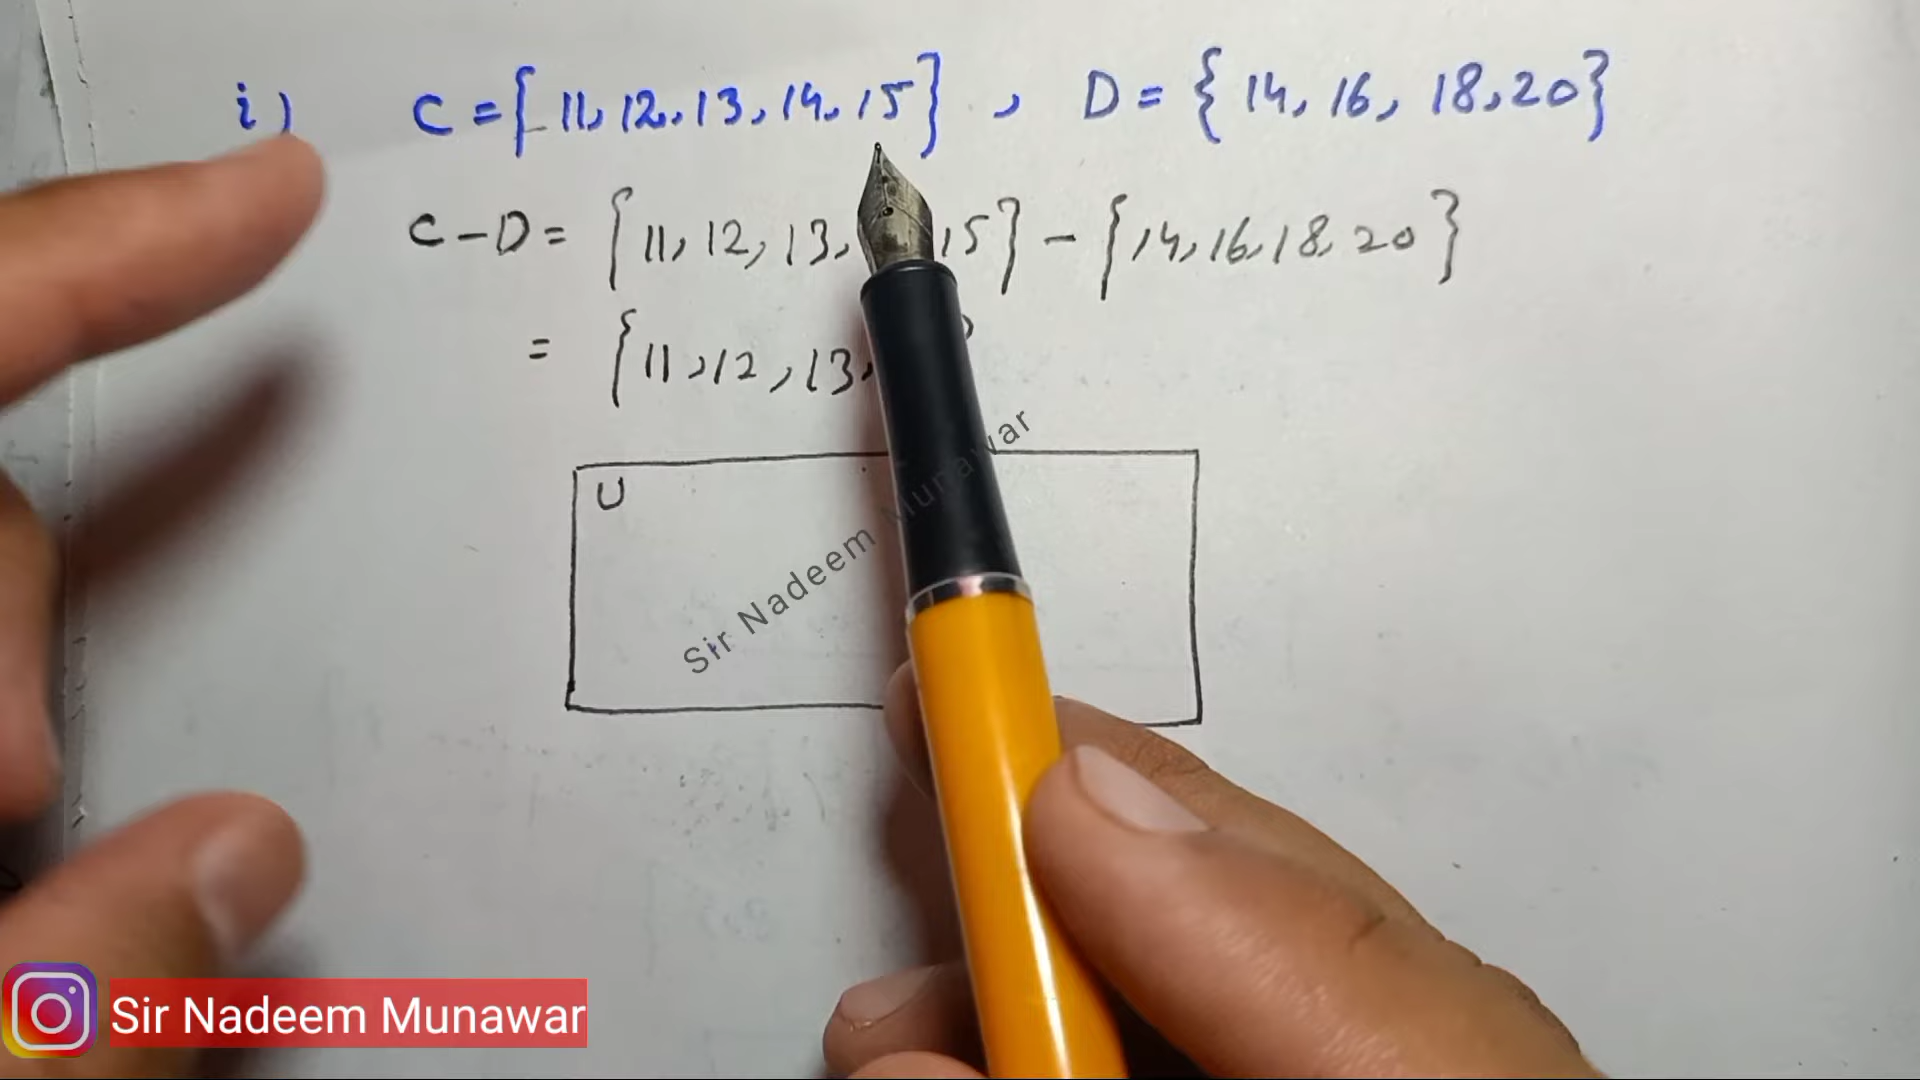 i) C = { 11, 12, 13, 14, 15 } , D = { 14, 16, 18, 20 }
C - D = { 11, 12, 13, 15 } - { 14, 16, 18, 20 }
= { 11, 12, 13,
U
Sir Nadeem Munawar
Sir Nadeem Munawar